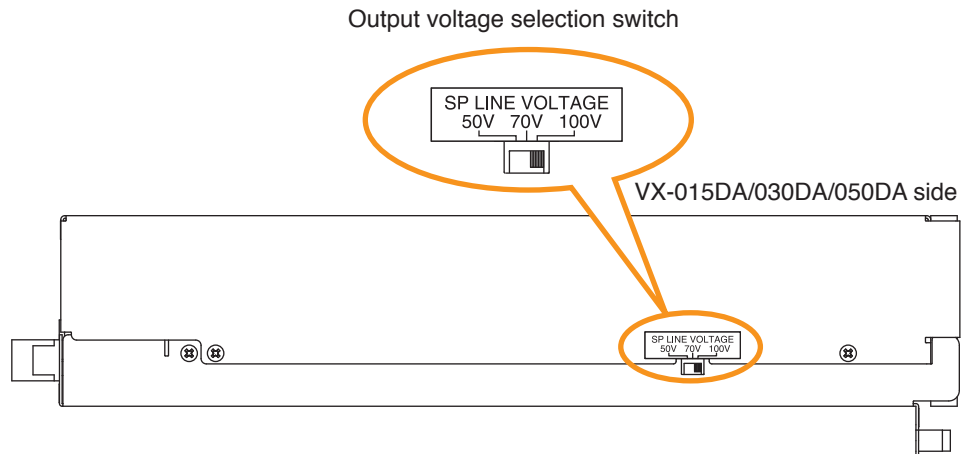 Output voltage selection switch
SP LINE VOLTAGE
50V 70V 100V
VX-015DA/030DA/050DA side
SP LINE VOLTAGE
50V 70V 100V